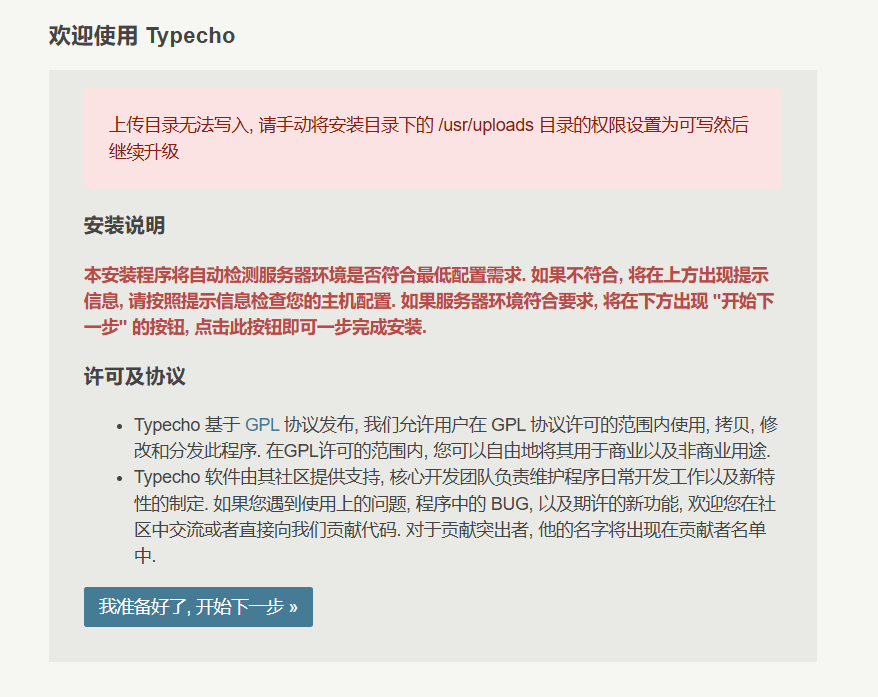 欢迎使用 Typecho
上传目录无法写入, 请手动将安装目录下的 /usr/uploads 目录的权限设置为可写然后
继续升级
安装说明
本安装程序将自动检测服务器环境是否符合最低配置需求. 如果不符合, 将在上方出现提示
信息, 请按照提示信息检查您的主机配置. 如果服务器环境符合要求, 将在下方出现 "开始下
一步" 的按钮, 点击此按钮即可一步完成安装.
许可及协议
• Typecho 基于 GPL 协议发布, 我们允许用户在 GPL 协议许可的范围内使用, 拷贝, 修
改和分发此程序. 在GPL许可的范围内, 您可以自由地将其用于商业以及非商业用途.
• Typecho 软件由其社区提供支持, 核心开发团队负责维护程序日常开发工作以及新特
性的制定. 如果您遇到使用上的问题, 程序中的 BUG, 以及期许的新功能, 欢迎您在社
区中交流或者直接向我们贡献代码. 对于贡献突出者, 他的名字将出现在贡献者名单
中.
我准备好了, 开始下一步 »